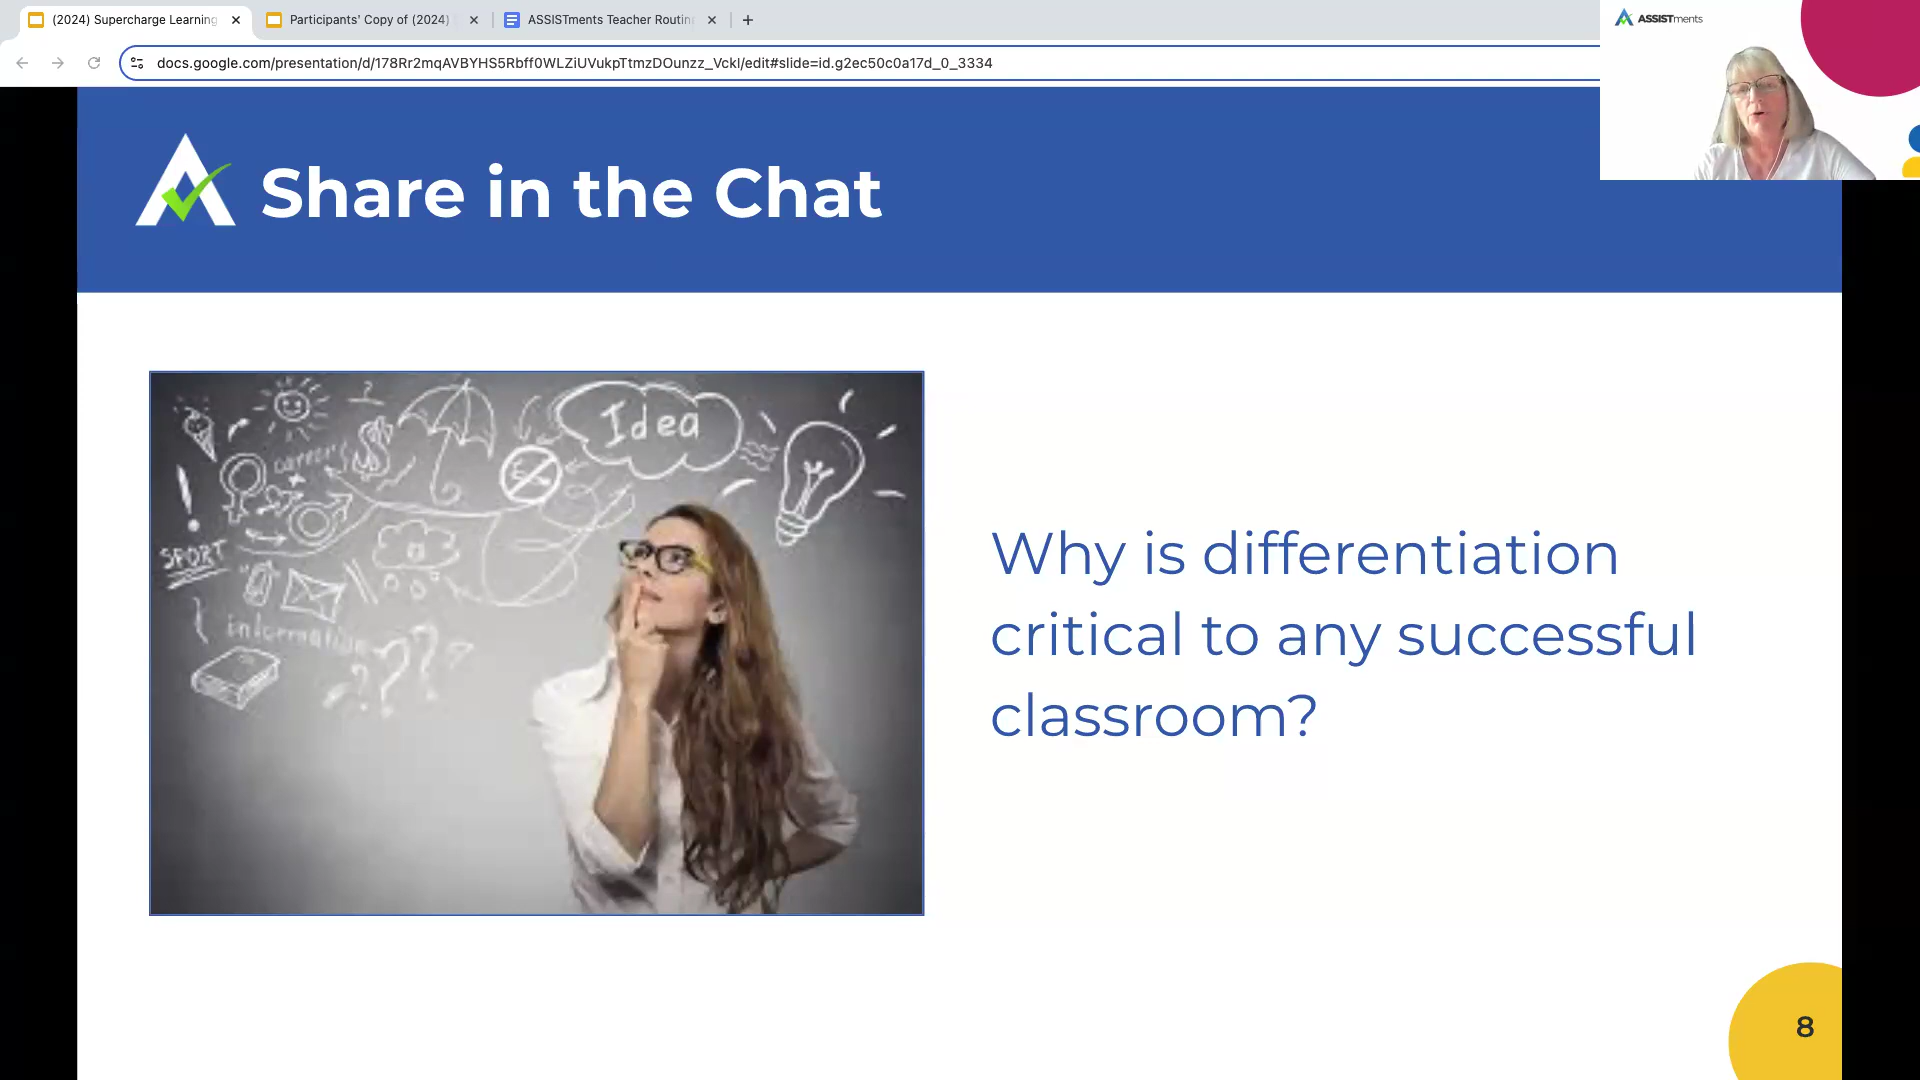 (2024) Supercharge Learning
Participants' Copy of (2024)
ASSISTments Teacher Routin
docs.google.com/presentation/d/178Rr2mqAVBYHS5Rbff0WLZiUVukpTtmzDOunzz_Vckl/edit#slide=id.g2ec50c0a17d_0_3334
ASSISTments
Share in the Chat
Idea
career
SPORT
information
???
Why is differentiation
critical to any successful
classroom?
8